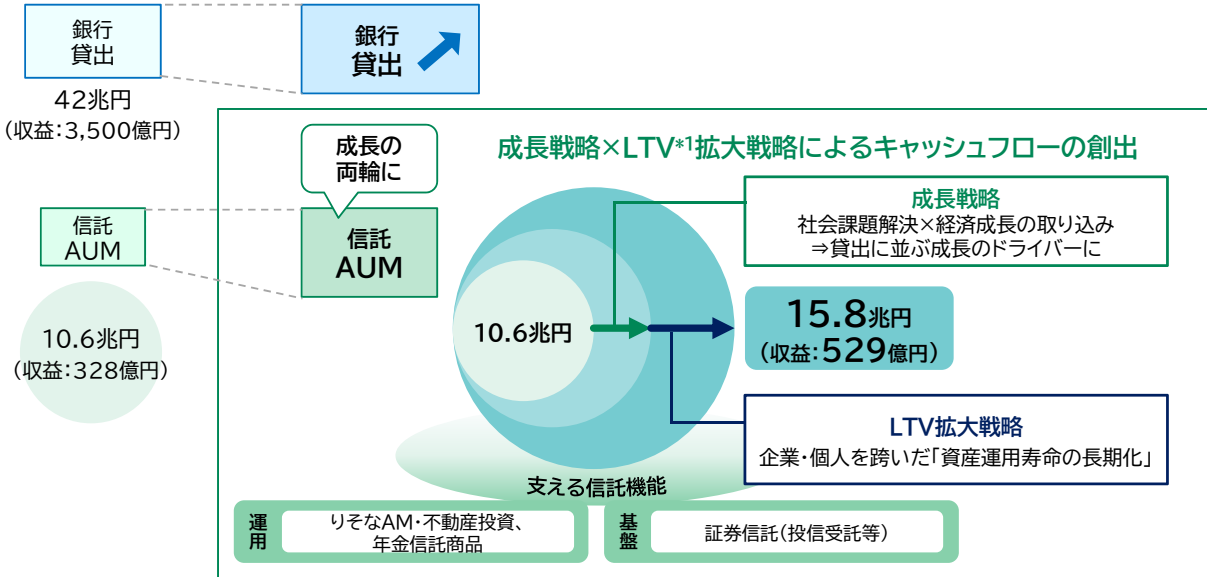 銀行
貸出
42兆円
(収益:3,500億円)
銀行
貸出
信託
AUM
10.6兆円
(収益:328億円)
成長の
両輪に
信託
AUM
成長戦略×LTV*1拡大戦略によるキャッシュフローの創出
成長戦略
社会課題解決×経済成長の取り込み
⇒貸出に並ぶ成長のドライバーに
10.6兆円
15.8兆円
(収益:529億円)
LTV拡大戦略
企業・個人を跨いだ「資産運用寿命の長期化」
支える信託機能
運用
りそなAM・不動産投資、
年金信託商品
基盤
証券信託(投信受託等)